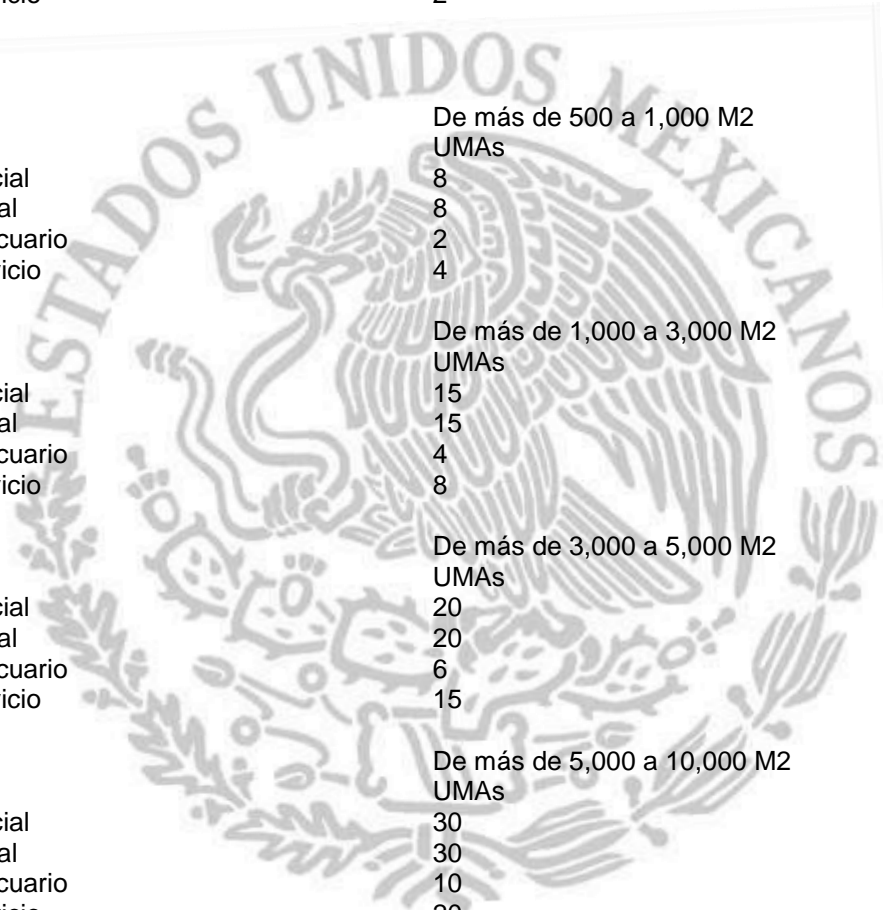 ESTADOS UNIDOS MEXICANOS
De más de 500 a 1,000 M2
UMAs
cial 8
al 8
cuario 2
vicio 4
De más de 1,000 a 3,000 M2
UMAs
cial 15
al 15
cuario 4
vicio 8
De más de 3,000 a 5,000 M2
UMAs
cial 20
al 20
cuario 6
vicio 15
De más de 5,000 a 10,000 M2
UMAs
cial 30
al 30
cuario 10